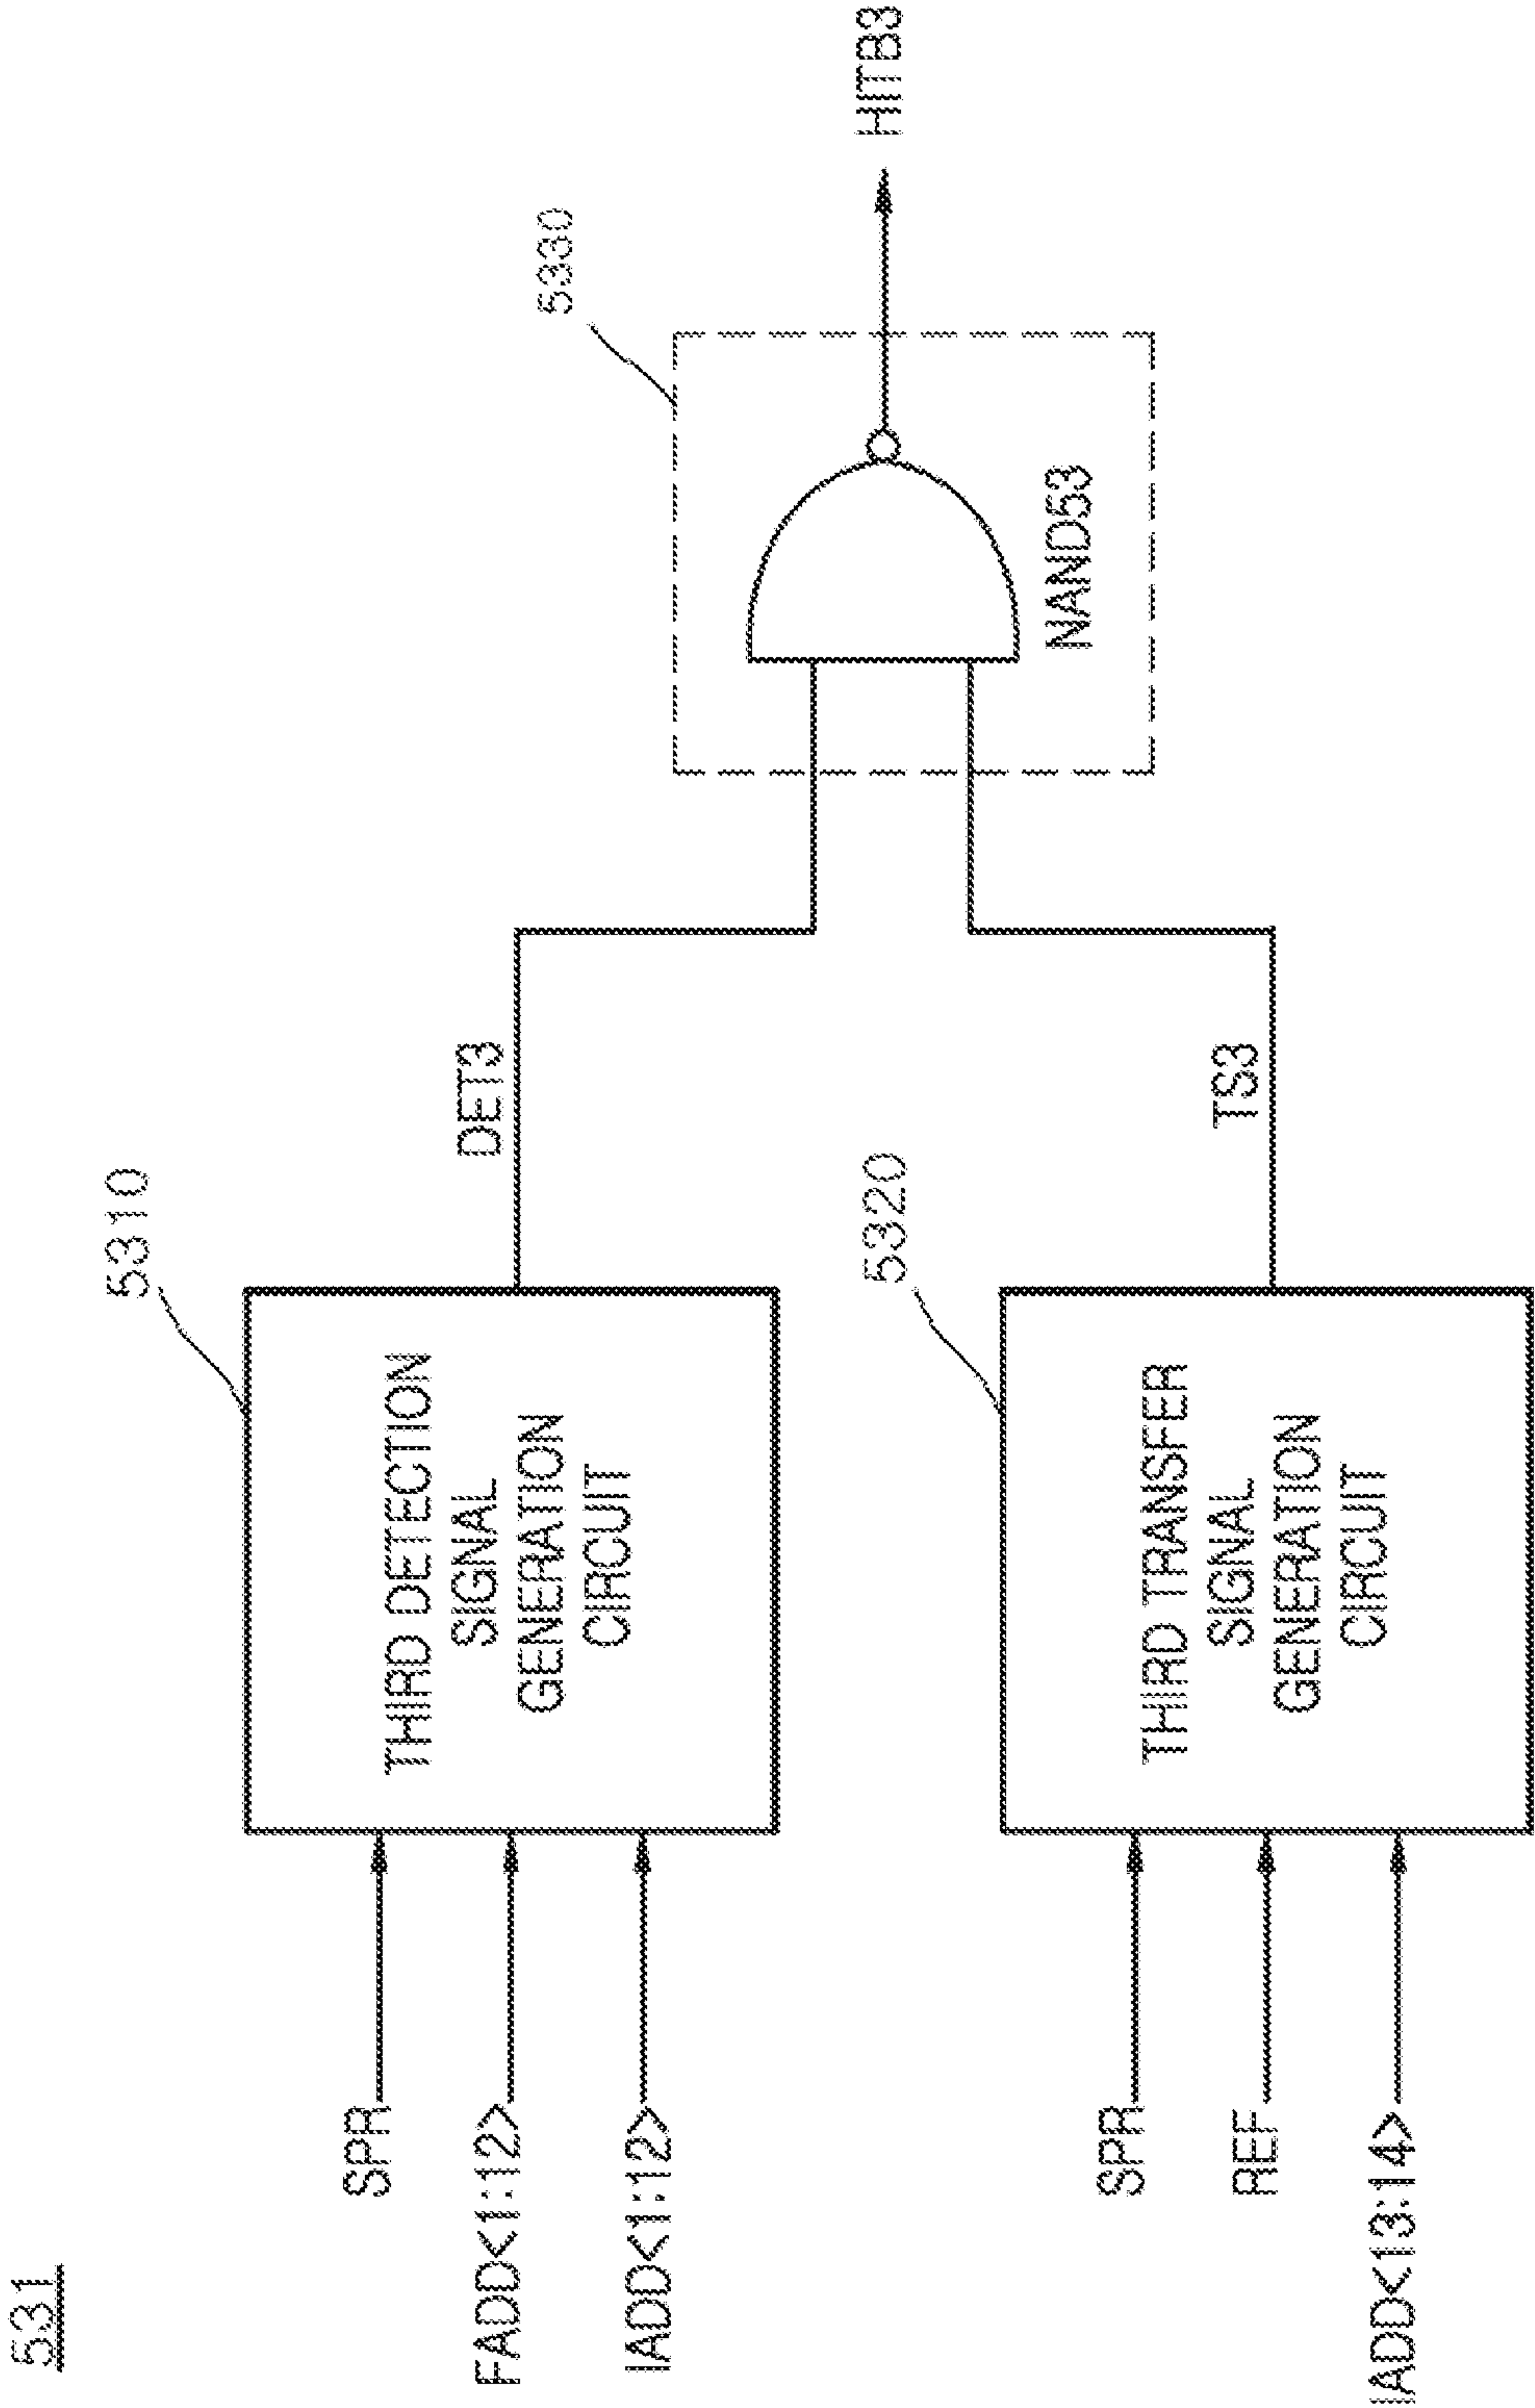 531
5310
SPR
FADD<1:12>
IADD<1:12>
THIRD DETECTION
SIGNAL
GENERATION
CIRCUIT
DET3
5320
SPR
REF
IADD<13:14>
THIRD TRANSFER
SIGNAL
GENERATION
CIRCUIT
TS3
5330
NAND53
HITB3